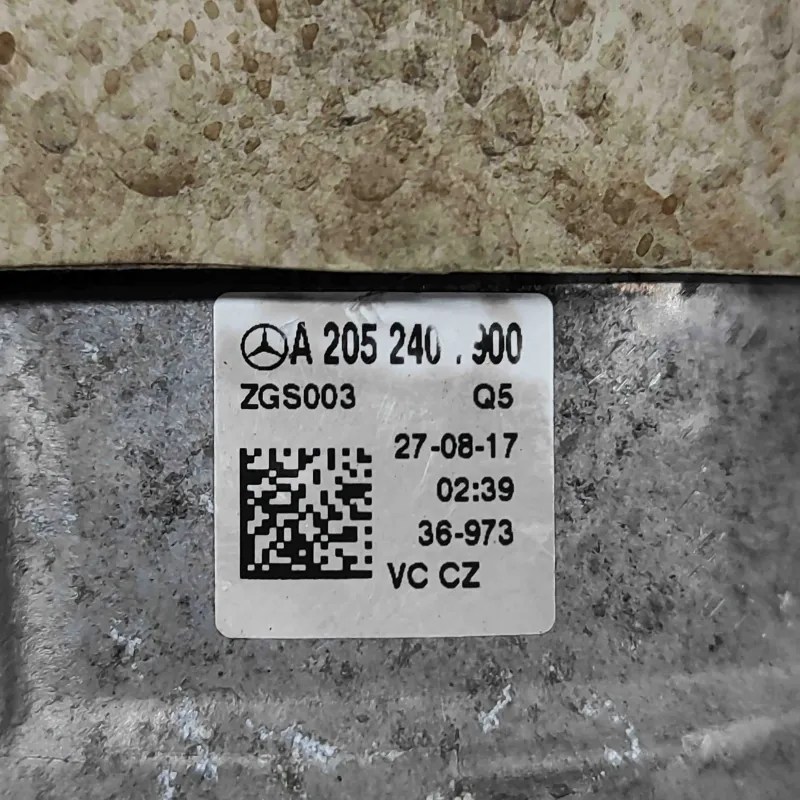 A 205 240 900
ZGS003 Q5
27-08-17
02:39
36-973
VC CZ